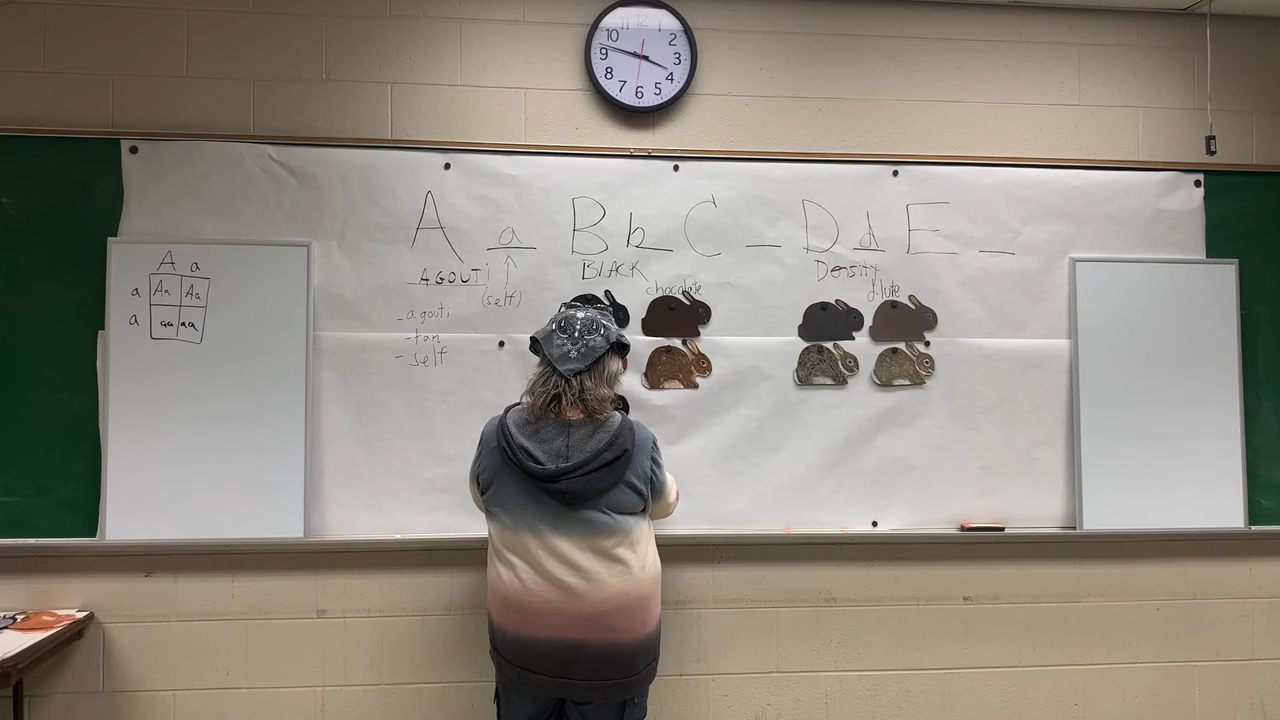 12
11
10 2
9 3
8 4
7 6 5
A a B b C _ D d E _
AGOUTI
(self)
- agouti
- tan
- self
BLACK
chocolate
Density
dilute
A a
a Aa Aa
a aa aa